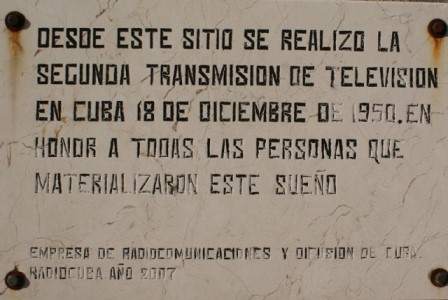 DESDE ESTE SITIO SE REALIZO LA
SEGUNDA TRANSMISION DE TELEVISION
EN CUBA 18 DE DICIEMBRE DE 1950. EN
HONOR A TODAS LAS PERSONAS QUE
MATERIALIZARON ESTE SUEÑO
EMPRESA DE RADIOCOMUNICACIONES Y DIFUSION DE CUBA.
RADIOCUBA AÑO 2007